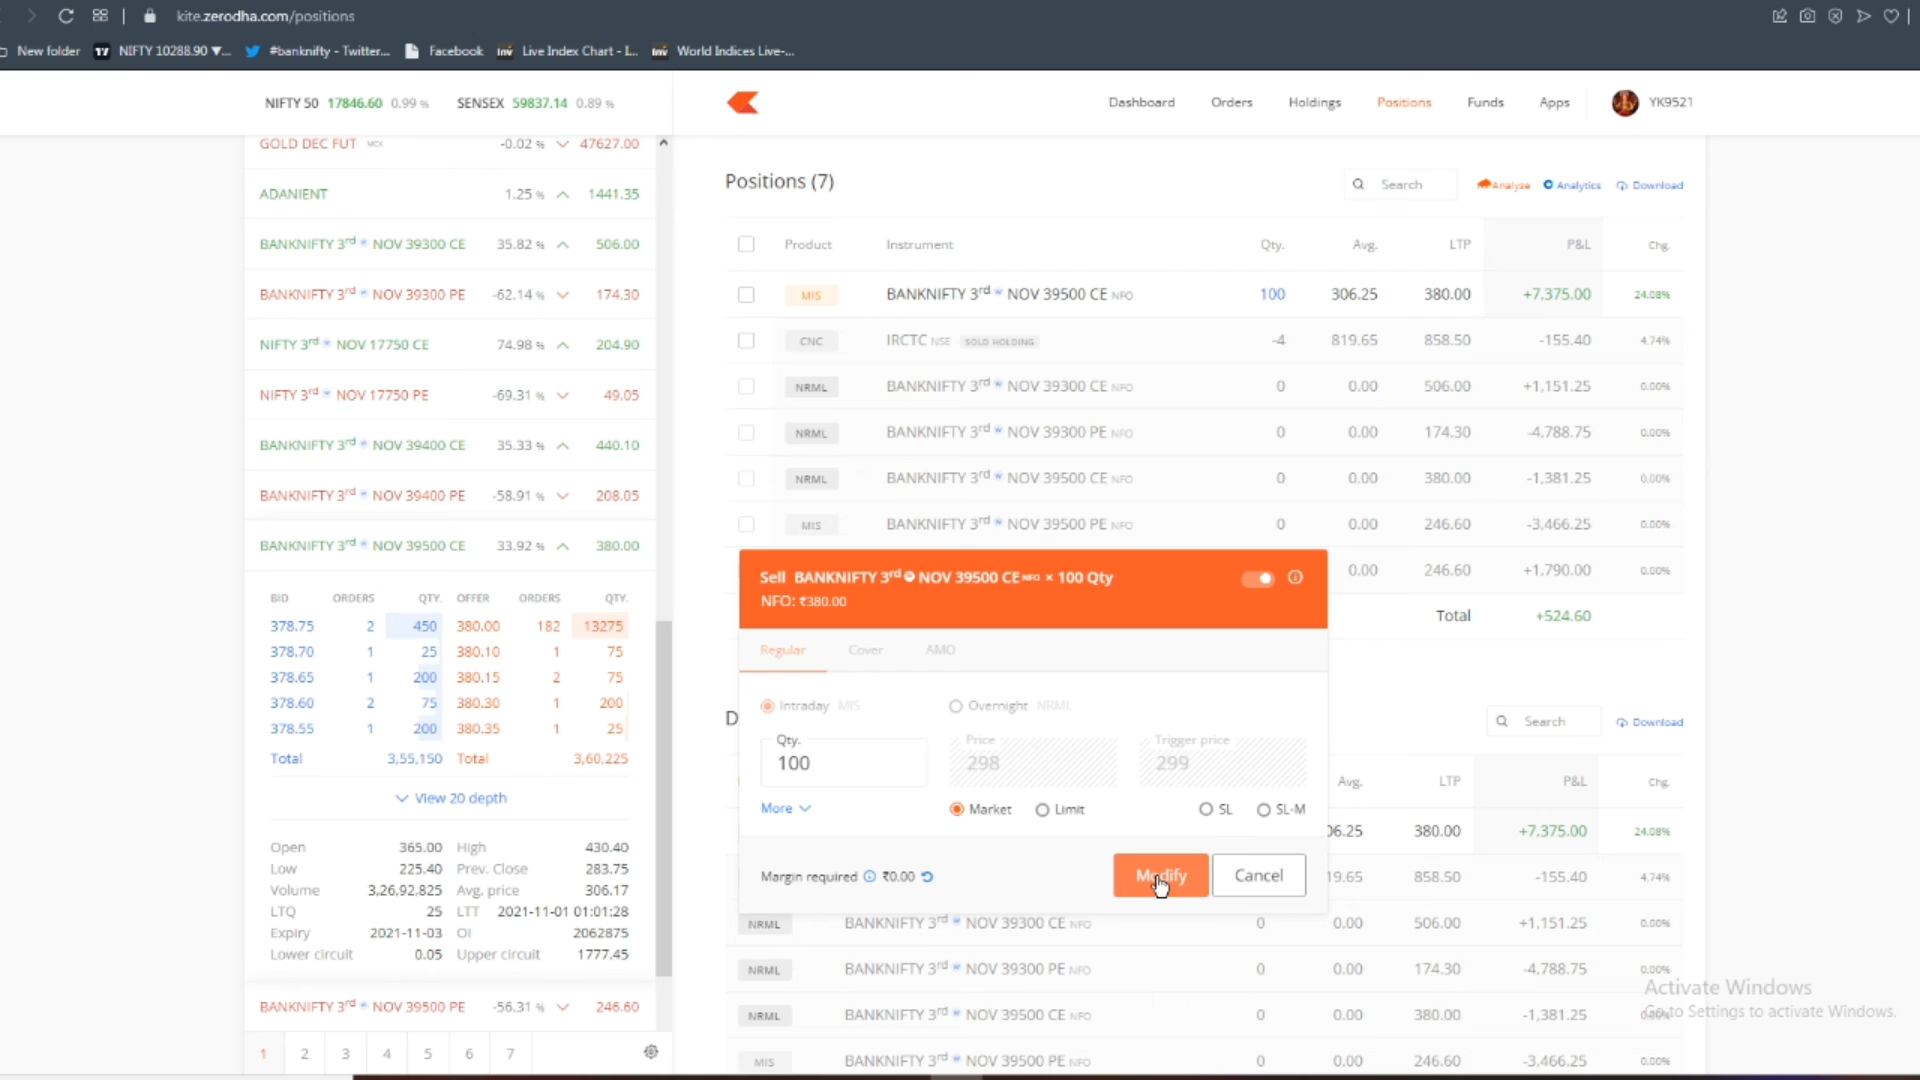 kite.zerodha.com/positions
New folder NIFTY 10288.90 ▼... #banknifty - Twitter... Facebook Live Index Chart - I... World Indices Live-...
NIFTY 50 17846.60 0.99 % SENSEX 59837.14 0.89 %
Dashboard Orders Holdings Positions Funds Apps YK9521
GOLD DEC FUT MCX -0.02 % 47627.00
ADANIENT 1.25 % 1441.35
BANKNIFTY 3rd w NOV 39300 CE 35.82 % 506.00
BANKNIFTY 3rd w NOV 39300 PE -62.14 % 174.30
NIFTY 3rd w NOV 17750 CE 74.98 % 204.90
NIFTY 3rd w NOV 17750 PE -69.31 % 49.05
BANKNIFTY 3rd w NOV 39400 CE 35.33 % 440.10
BANKNIFTY 3rd w NOV 39400 PE -58.91 % 208.05
BANKNIFTY 3rd w NOV 39500 CE 33.92 % 380.00
BID ORDERS QTY. OFFER ORDERS QTY.
378.75 2 450 380.00 182 13275
378.70 1 25 380.10 1 75
378.65 1 200 380.15 2 75
378.60 2 75 380.30 1 200
378.55 1 200 380.35 1 25
Total 3,55,150 Total 3,60,225
View 20 depth
Open 365.00 High 430.40
Low 225.40 Prev. Close 283.75
Volume 3,26,92,825 Avg. price 306.17
LTQ 25 LTT 2021-11-01 01:01:28
Expiry 2021-11-03 OI 2062875
Lower circuit 0.05 Upper circuit 1777.45
BANKNIFTY 3rd w NOV 39500 PE -56.31 % 246.60
1 2 3 4 5 6 7
Positions (7) Search Analyze Analytics Download
Product Instrument Qty. Avg. LTP P&L Chg.
MIS BANKNIFTY 3rd w NOV 39500 CE NFO 100 306.25 380.00 +7,375.00 24.08%
CNC IRCTC NSE SOLD HOLDING -4 819.65 858.50 -155.40 4.74%
NRML BANKNIFTY 3rd w NOV 39300 CE NFO 0 0.00 506.00 +1,151.25 0.00%
NRML BANKNIFTY 3rd w NOV 39300 PE NFO 0 0.00 174.30 -4,788.75 0.00%
NRML BANKNIFTY 3rd w NOV 39500 CE NFO 0 0.00 380.00 -1,381.25 0.00%
MIS BANKNIFTY 3rd w NOV 39500 PE NFO 0 0.00 246.60 -3,466.25 0.00%
0.00 246.60 +1,790.00 0.00%
Total +524.60
Sell BANKNIFTY 3rd w NOV 39500 CE NFO × 100 Qty
NFO: ₹380.00
Regular Cover AMO
Intraday MIS Overnight NRML
Qty. Price Trigger price
100 298 299
More Market Limit SL SL-M
Margin required ₹0.00 Modify Cancel
D Search Download
Avg. LTP P&L Chg.
06.25 380.00 +7,375.00 24.08%
19.65 858.50 -155.40 4.74%
NRML BANKNIFTY 3rd w NOV 39300 CE NFO 0 0.00 506.00 +1,151.25 0.00%
NRML BANKNIFTY 3rd w NOV 39300 PE NFO 0 0.00 174.30 -4,788.75 0.00%
NRML BANKNIFTY 3rd w NOV 39500 CE NFO 0 0.00 380.00 -1,381.25
MIS BANKNIFTY 3rd w NOV 39500 PE NFO 0 0.00 246.60 -3,466.25 0.00%
Activate Windows
Go to Settings to activate Windows.